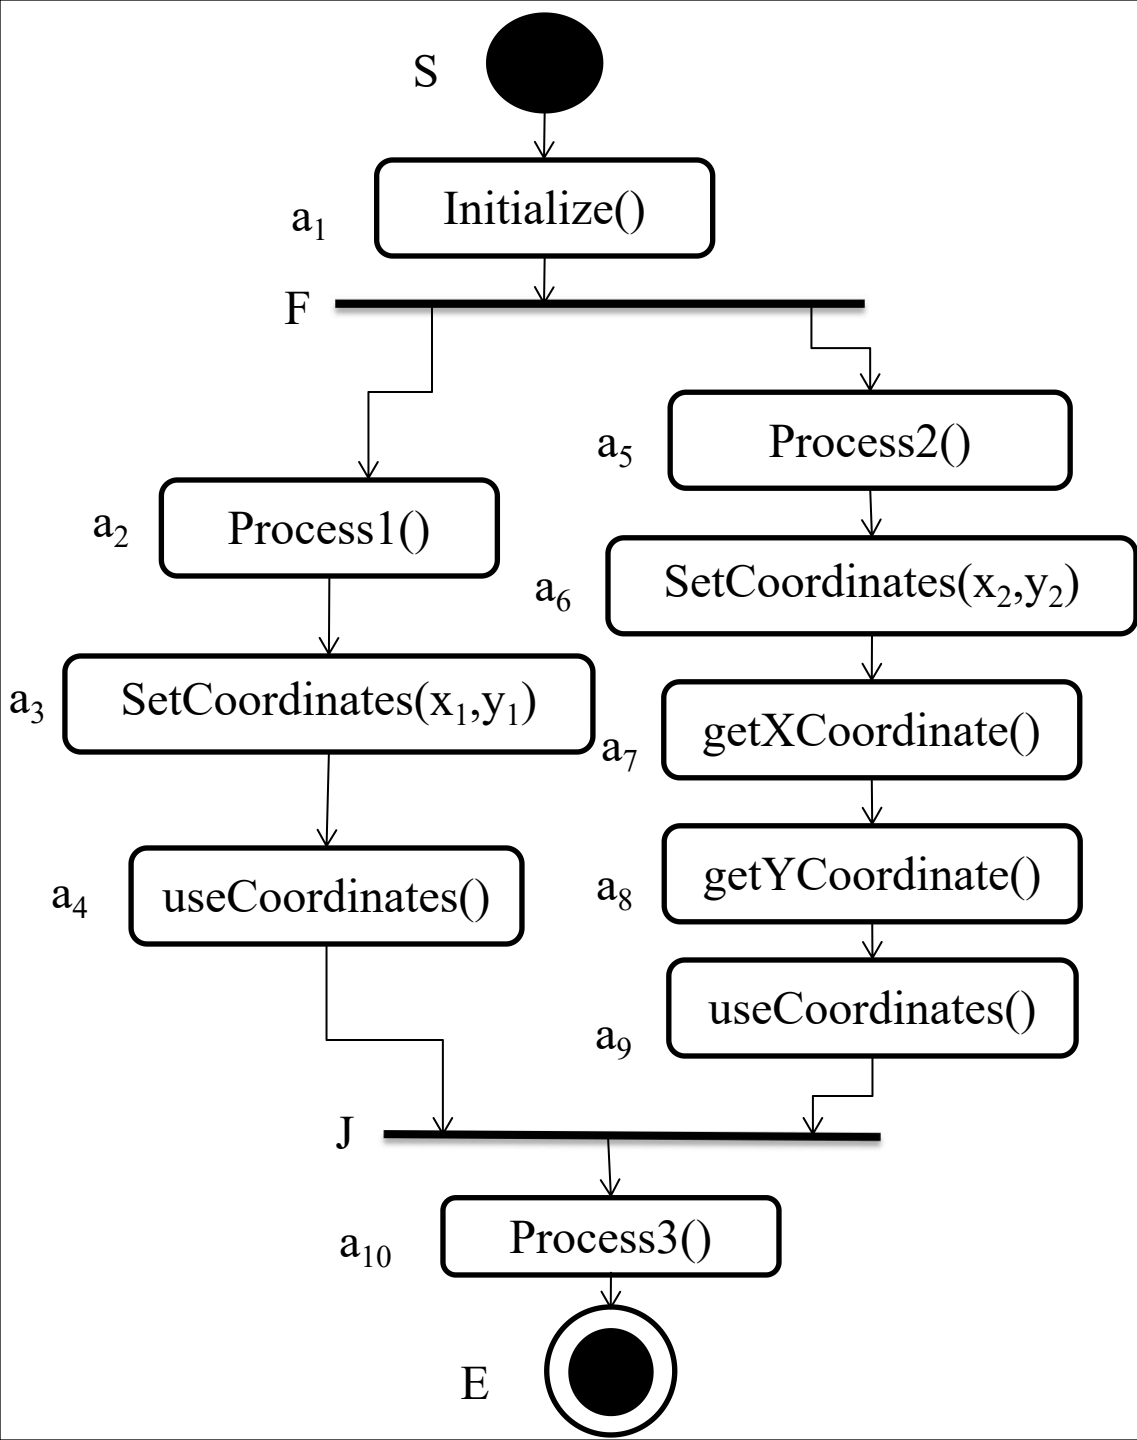 S
a1 Initialize()
F
a5 Process2()
a2 Process1()
a6 SetCoordinates(x2,y2)
a3 SetCoordinates(x1,y1)
a7 getXCoordinate()
a4 useCoordinates()
a8 getYCoordinate()
a9 useCoordinates()
J
a10 Process3()
E